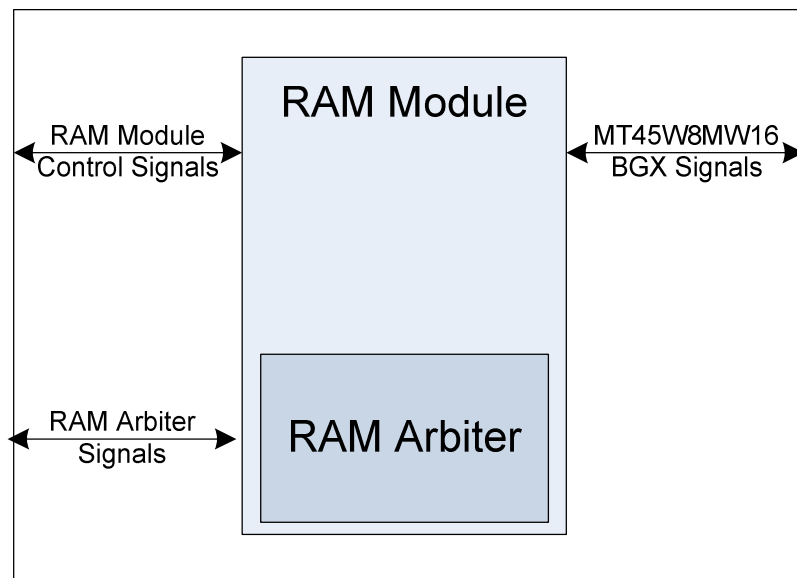 RAM Module
RAM Module
Control Signals
MT45W8MW16
BGX Signals
RAM Arbiter
Signals
RAM Arbiter